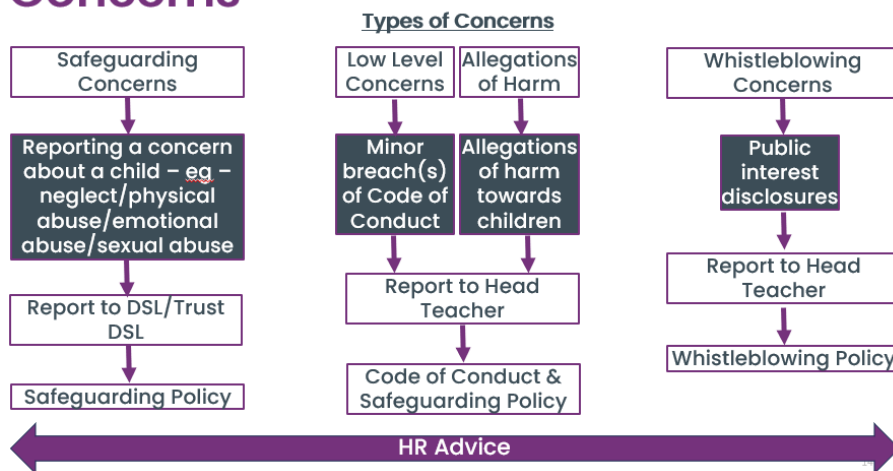 Concerns
Types of Concerns
Safeguarding
Concerns
Reporting a concern
about a child – eg –
neglect/physical
abuse/emotional
abuse/sexual abuse
Report to DSL/Trust
DSL
Safeguarding Policy
Low Level
Concerns
Minor
breach(s)
of Code of
Conduct
Allegations
of Harm
Allegations
of harm
towards
children
Report to Head
Teacher
Code of Conduct &
Safeguarding Policy
Whistleblowing
Concerns
Public
interest
disclosures
Report to Head
Teacher
Whistleblowing Policy
HR Advice